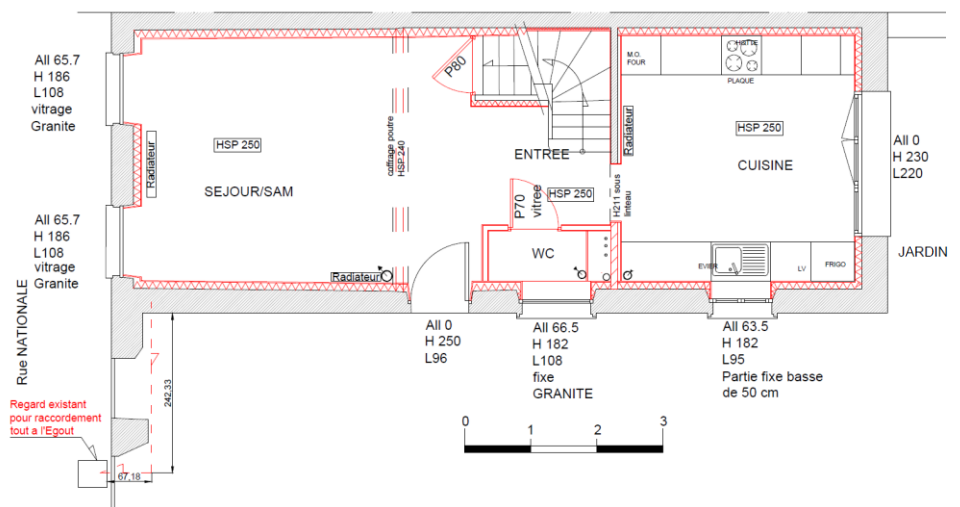 All 65.7
H 186
L108
vitrage
Granite
Radiateur
All 65.7
H 186
L108
vitrage
Granite
Rue NATIONALE
HSP 250
SEJOUR/SAM
coffrage poutre
HSP 240
Radiateur
P80
ENTREE
P70
vitree
HSP 250
H211 sous
linteau
WC
M.O.
FOUR
HOTTE
PLAQUE
Radiateur
HSP 250
CUISINE
EVIER
LV
FRIGO
All 0
H 230
L220
JARDIN
All 0
H 250
L96
All 66.5
H 182
L108
fixe
GRANITE
All 63.5
H 182
L95
Partie fixe basse
de 50 cm
242,33
Regard existant
pour raccordement
tout a l'Egout
67,18
0
1
2
3